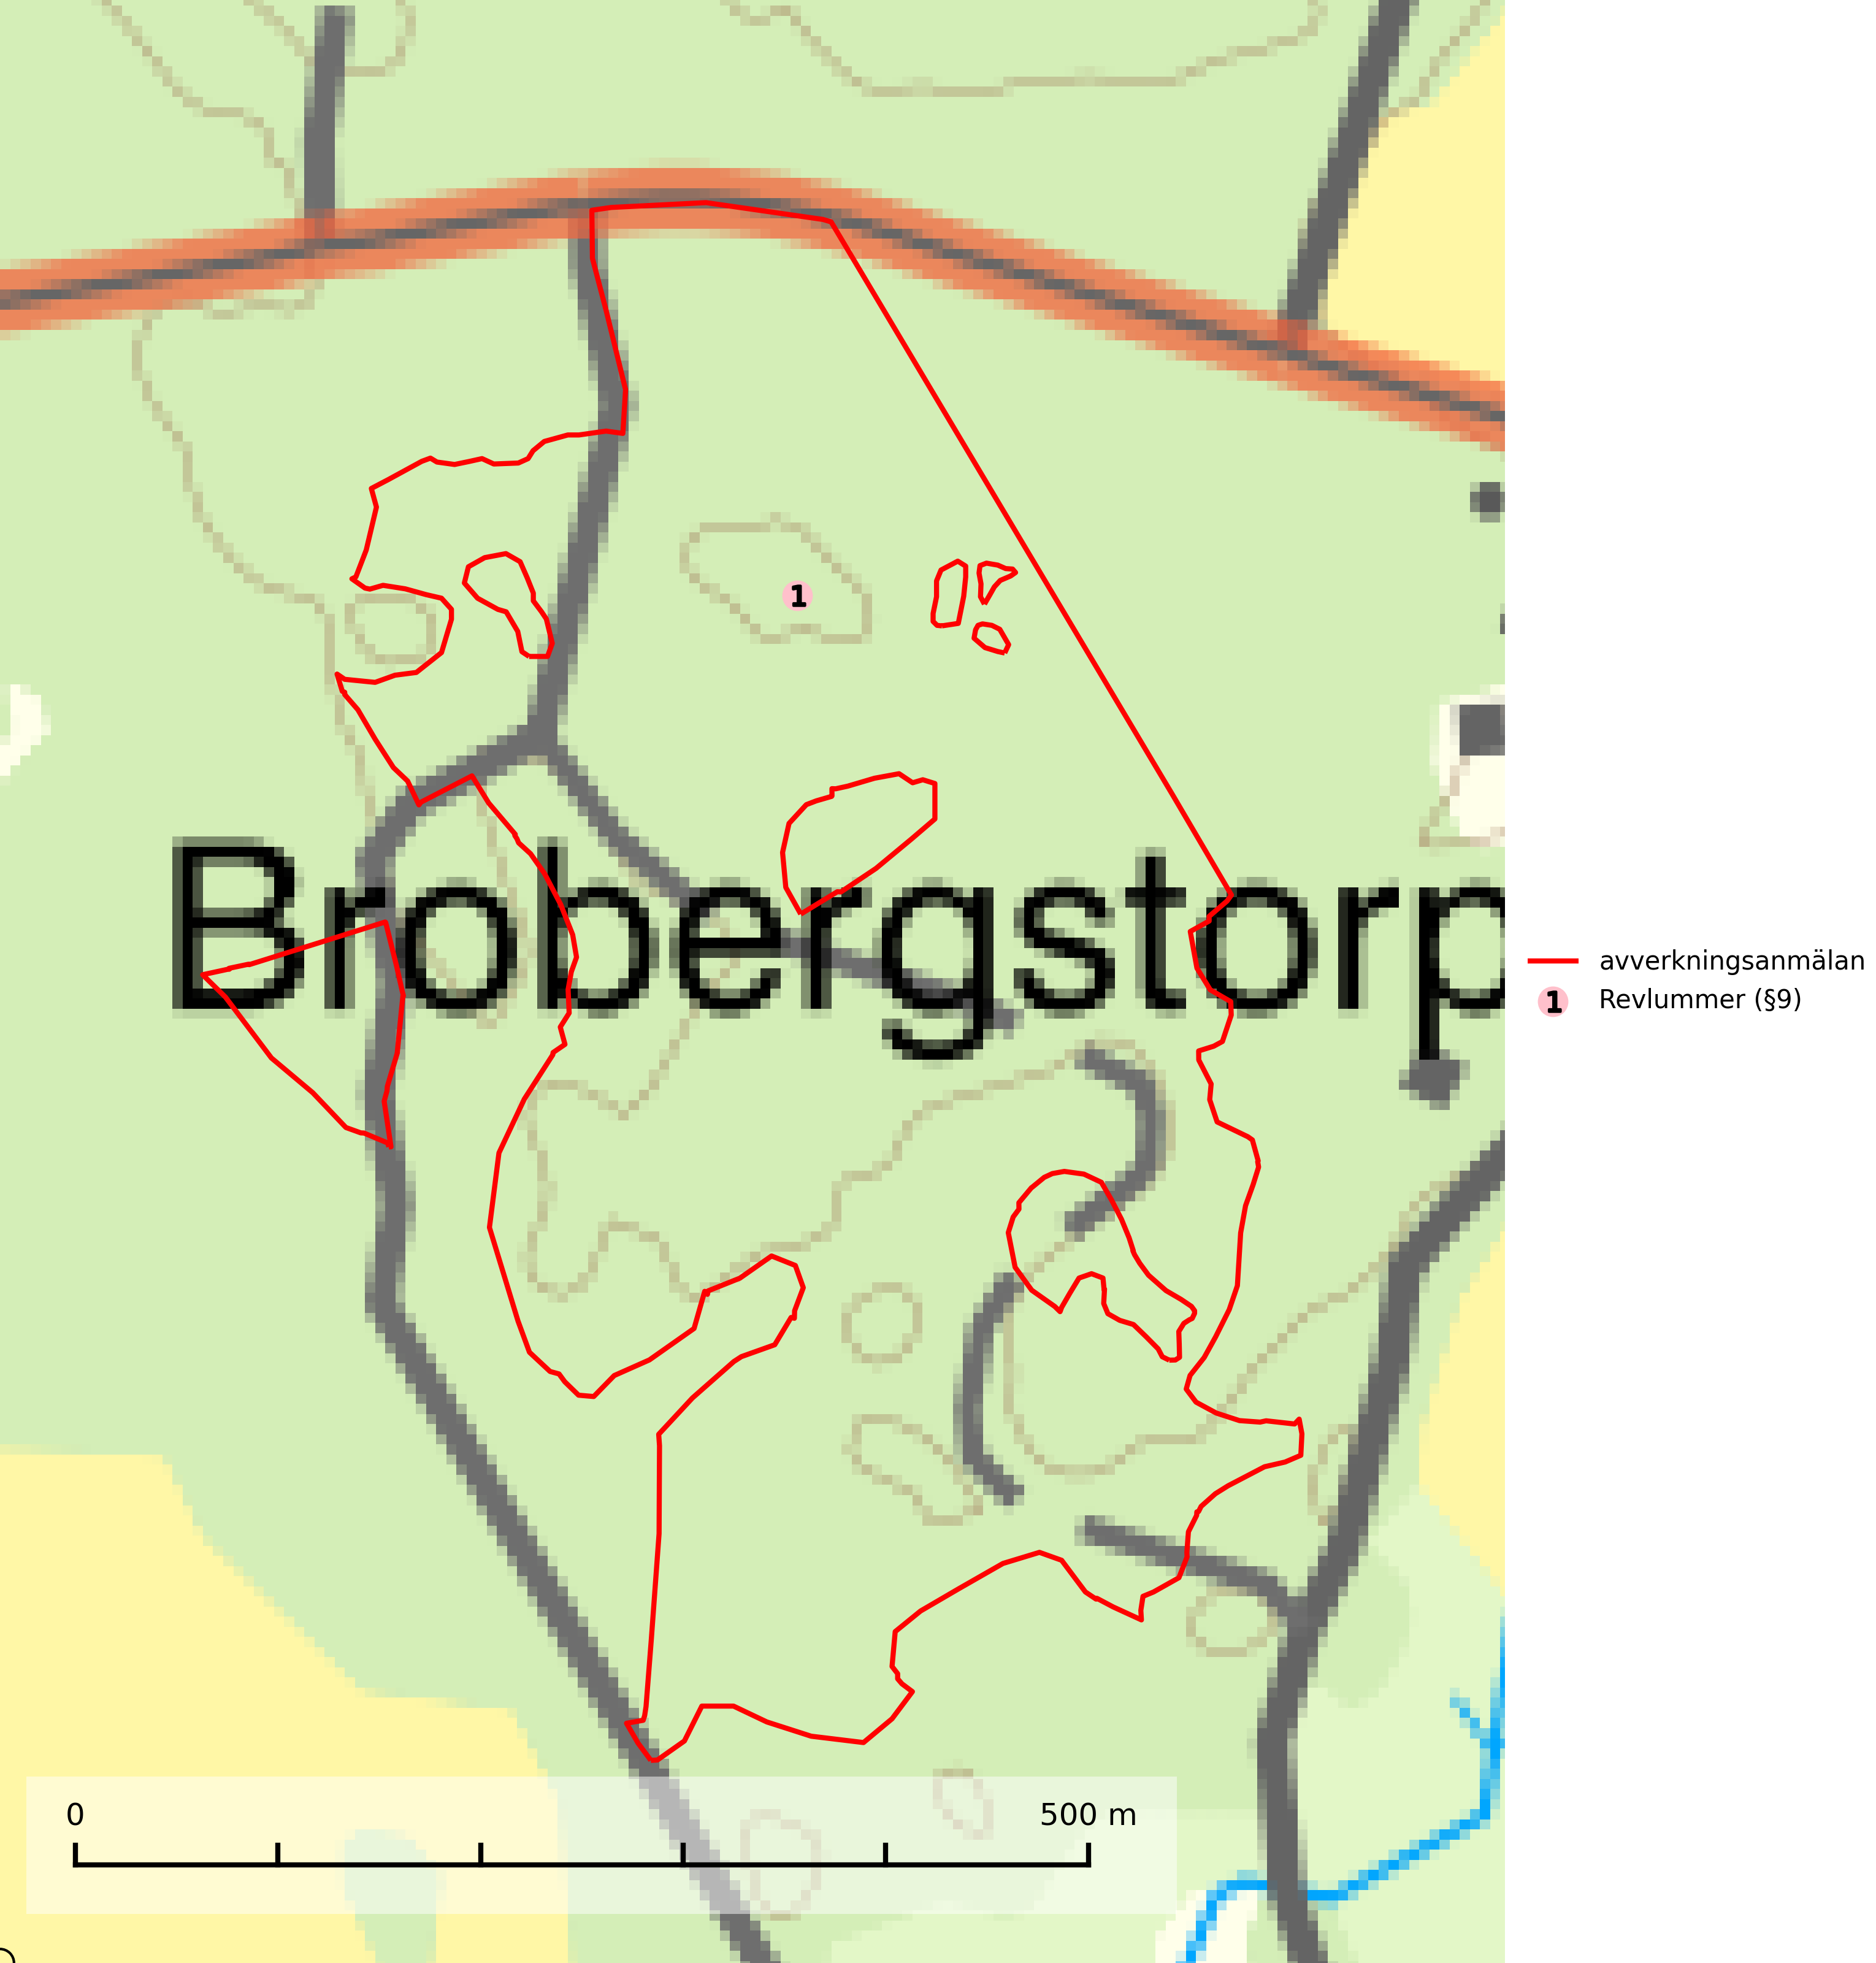 1
Brobergstorp
avverkningsanmälan
1 Revlummer (§9)
0 500 m